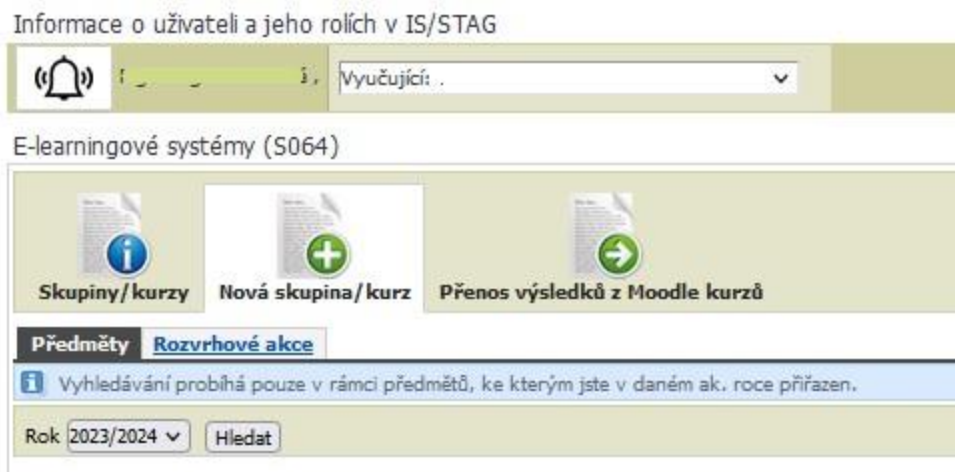 Informace o uživateli a jeho rolích v IS/STAG
Vyučující: .
E-learningové systémy (S064)
Skupiny/kurzy Nová skupina/kurz Přenos výsledků z Moodle kurzů
Předměty Rozvrhové akce
Vyhledávání probíhá pouze v rámci předmětů, ke kterým jste v daném ak. roce přiřazen.
Rok 2023/2024 Hledat